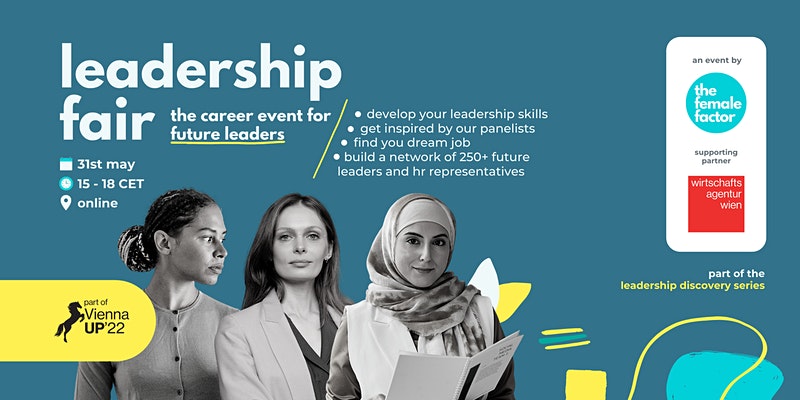 leadership
fair
the career event for
future leaders
31st may
15 - 18 CET
online
develop your leadership skills
get inspired by our panelists
find you dream job
build a network of 250+ future
leaders and hr representatives
an event by
the
female
factor
supporting
partner
wirtschafts
agentur
wien
part of the
leadership discovery series
part of
Vienna
UP'22